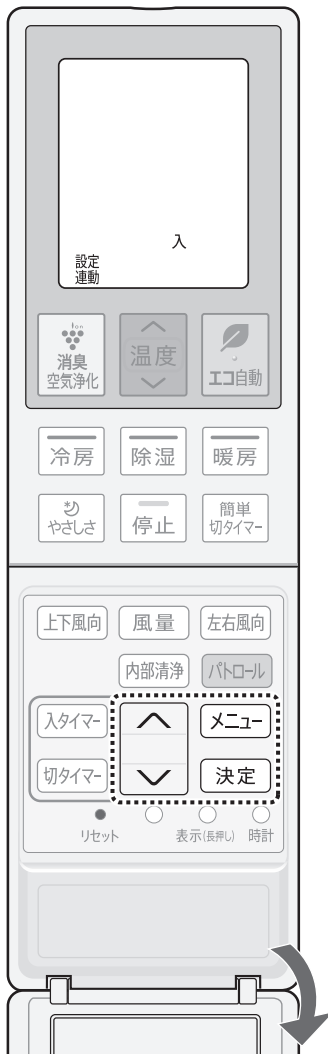 入
設定
連動
Ion
消臭
空気浄化
温度
エコ自動
冷房
除湿
暖房
やさしさ
停止
簡単
切タイマー
上下風向
風量
左右風向
内部清浄
パトロール
入タイマー
メニュー
切タイマー
決定
リセット
表示(長押し)
時計